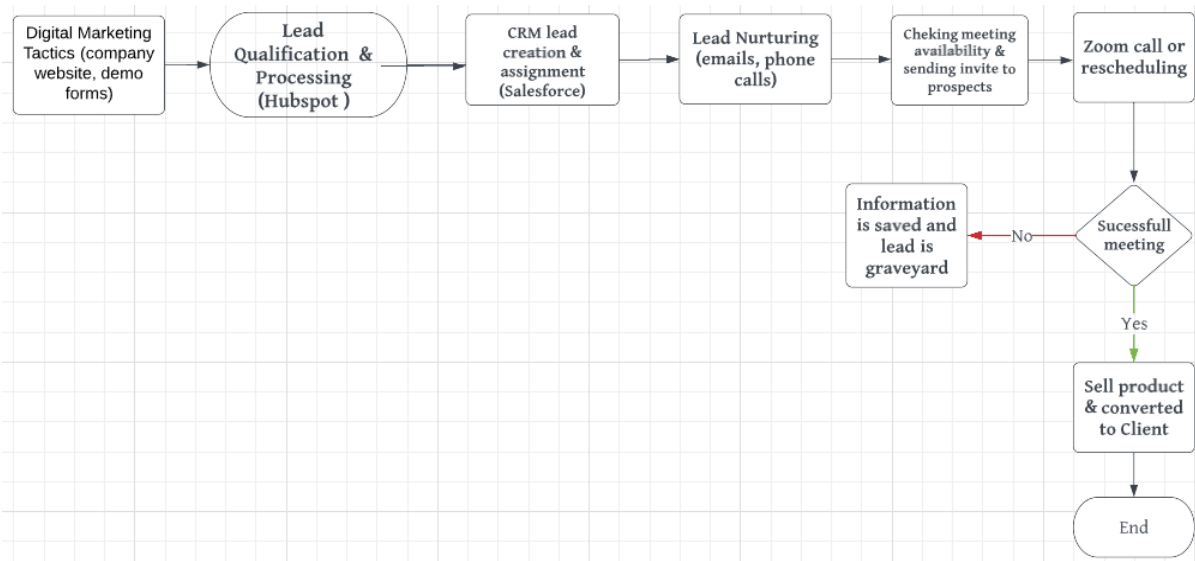 Digital Marketing
Tactics (company
website, demo
forms)
Lead
Qualification &
Processing
(Hubspot )
CRM lead
creation &
assignment
(Salesforce)
Lead Nurturing
(emails, phone
calls)
Cheking meeting
availability &
sending invite to
prospects
Zoom call or
rescheduling
Information
is saved and
lead is
graveyard
No
Sucessfull
meeting
Yes
Sell product
& converted
to Client
End